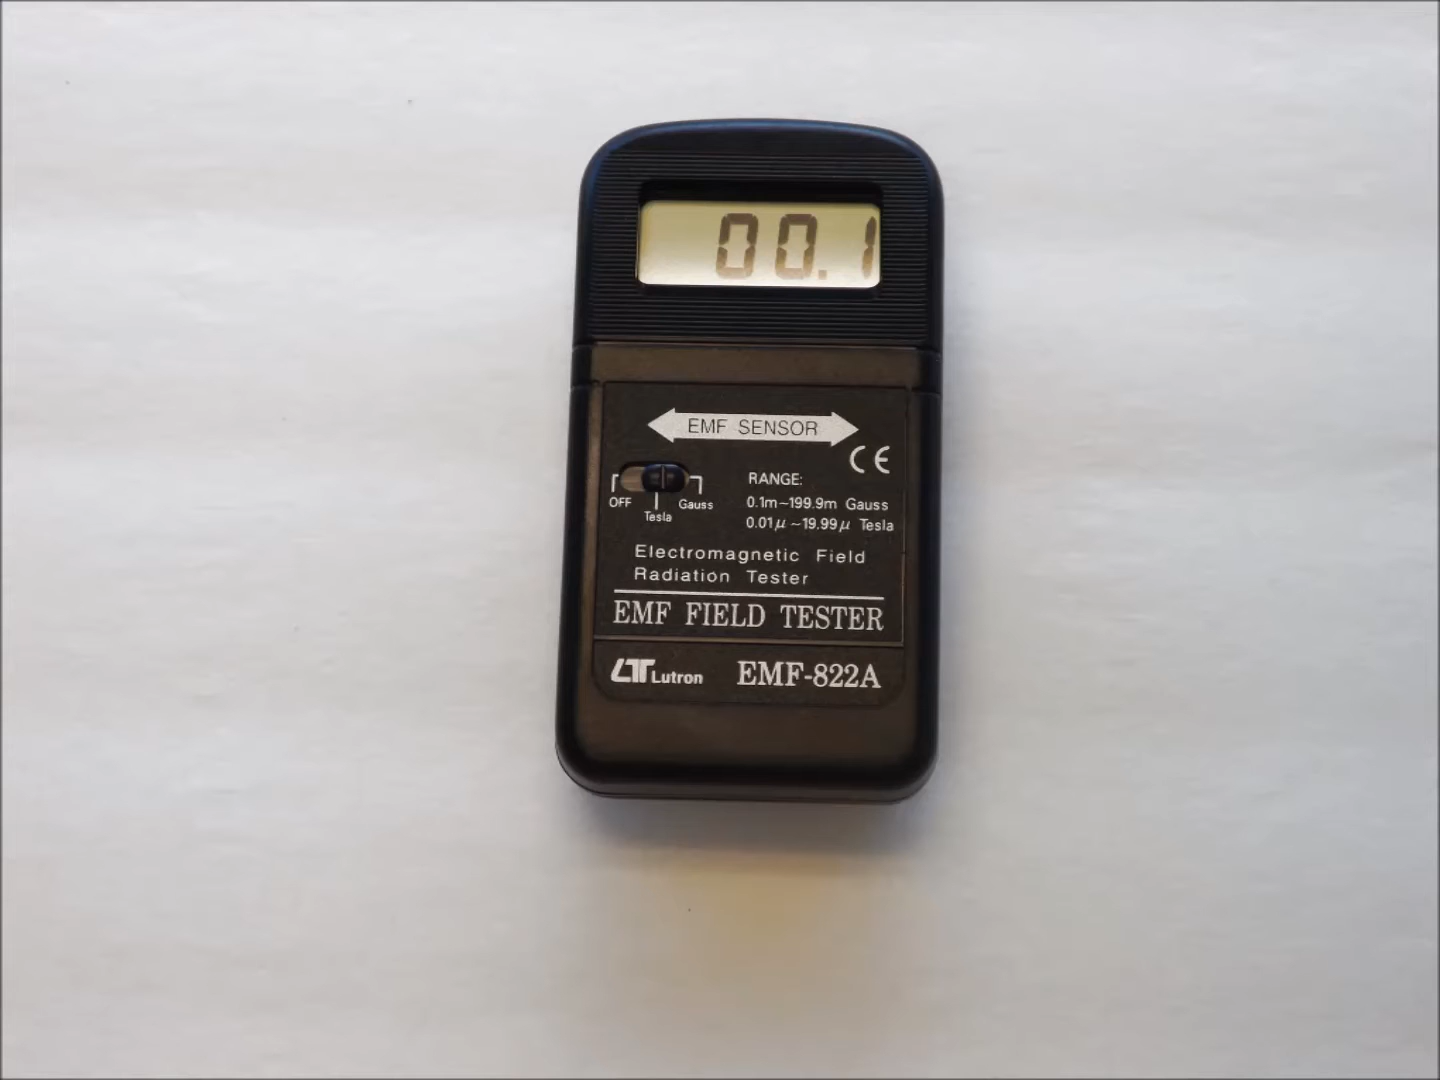 00.1
EMF SENSOR
CE
RANGE:
0.1m~199.9m Gauss
0.01μ~19.99μ Tesla
OFF
Tesla
Gauss
Electromagnetic Field
Radiation Tester
EMF FIELD TESTER
LT Lutron EMF-822A